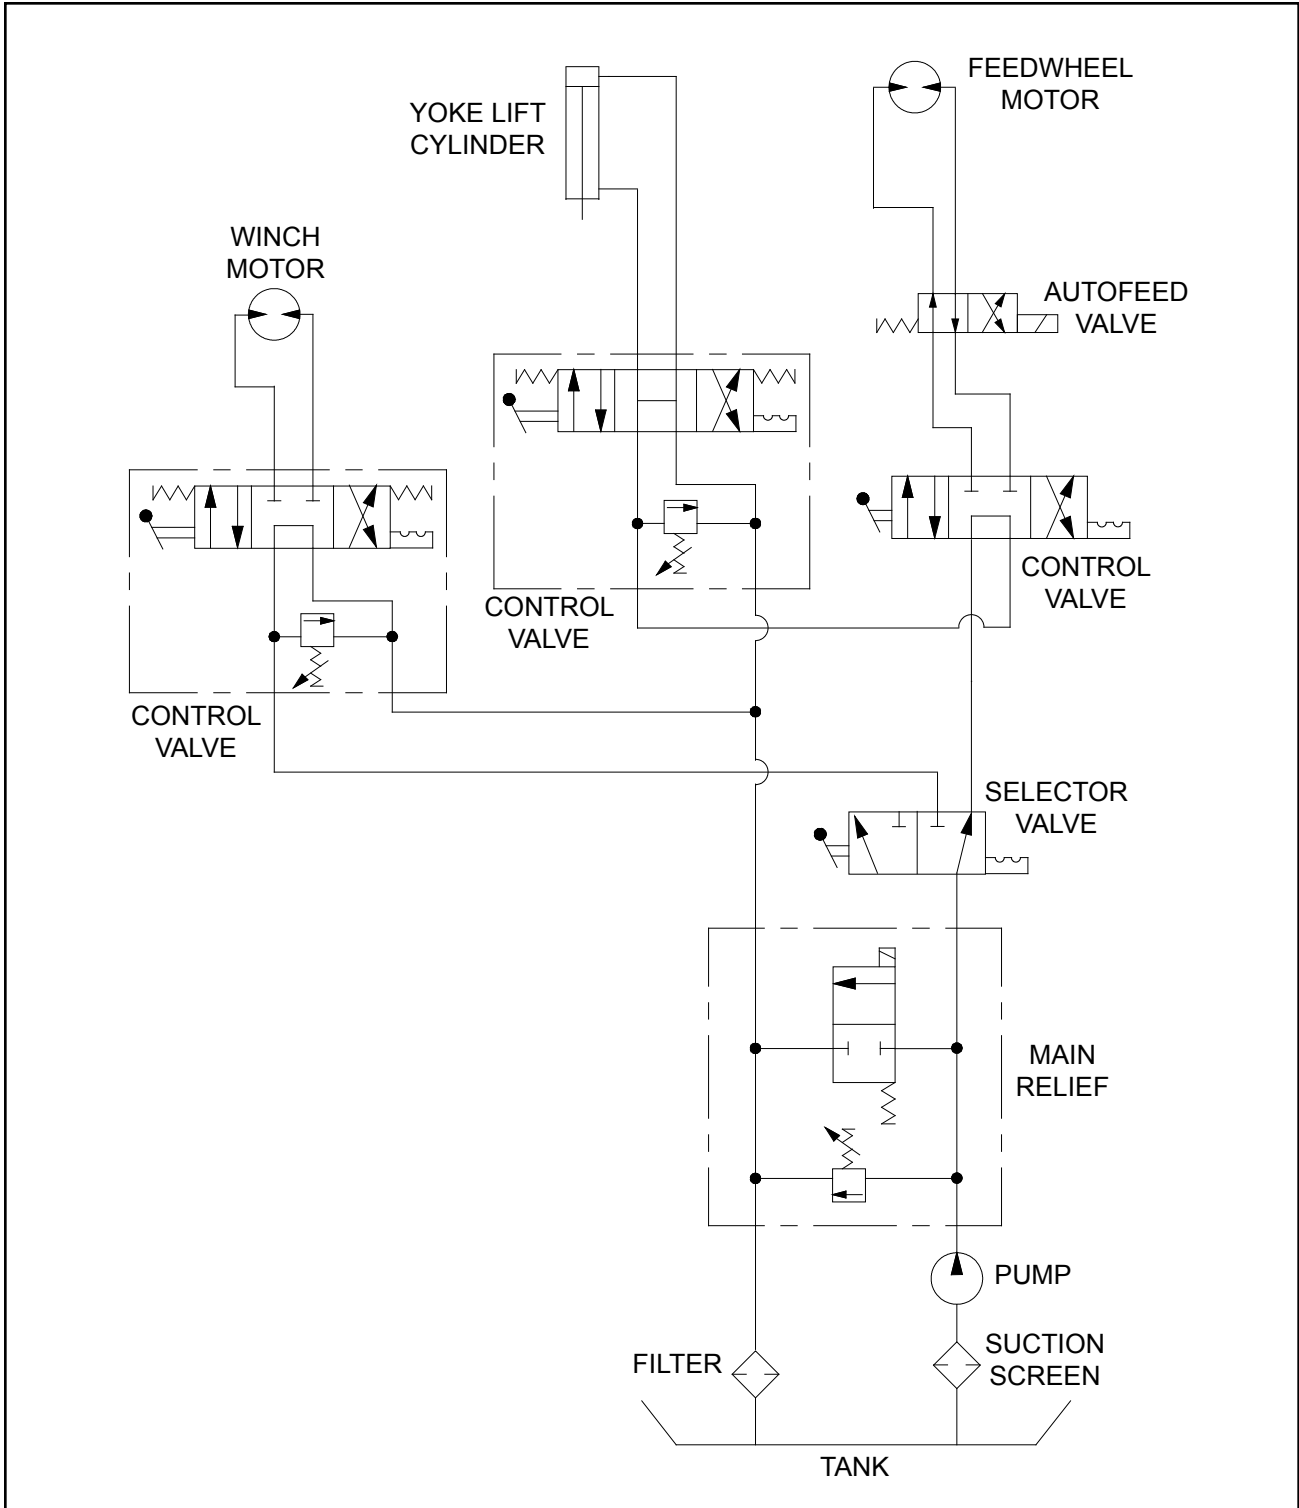 FEEDWHEEL
MOTOR
YOKE LIFT
CYLINDER
WINCH
MOTOR
AUTOFEED
VALVE
CONTROL
VALVE
CONTROL
VALVE
CONTROL
VALVE
SELECTOR
VALVE
MAIN
RELIEF
PUMP
SUCTION
SCREEN
FILTER
TANK